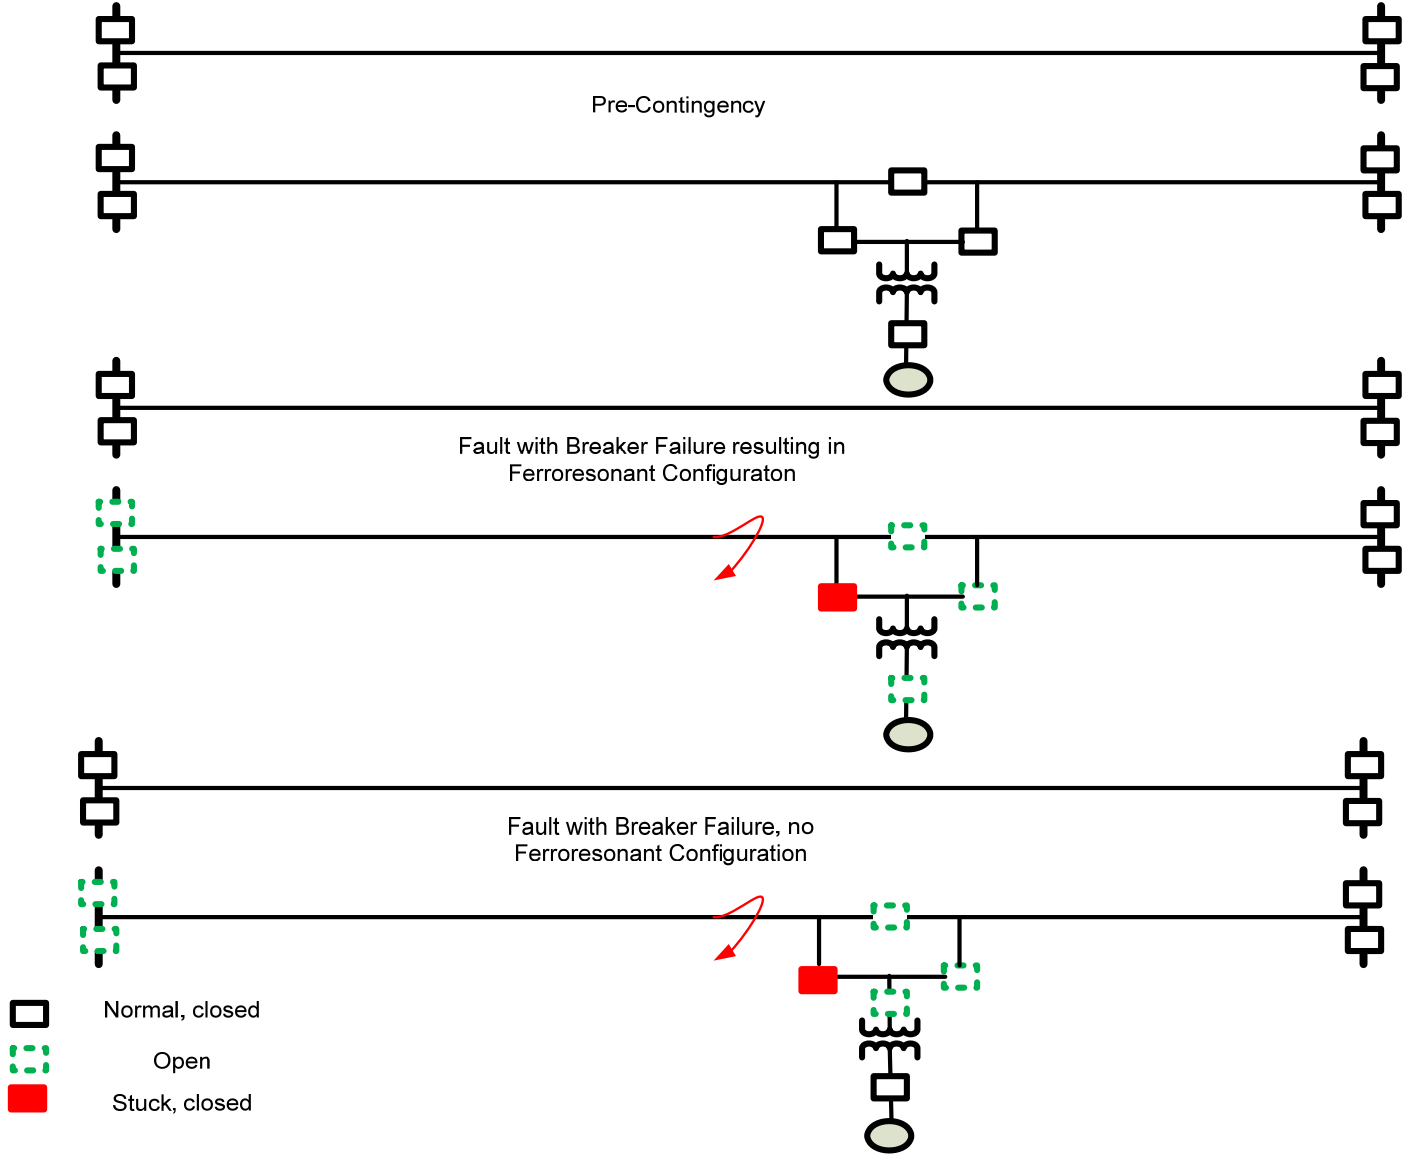 Pre-Contingency
Fault with Breaker Failure resulting in
Ferroresonant Configuraton
Fault with Breaker Failure, no
Ferroresonant Configuration
Normal, closed
Open
Stuck, closed